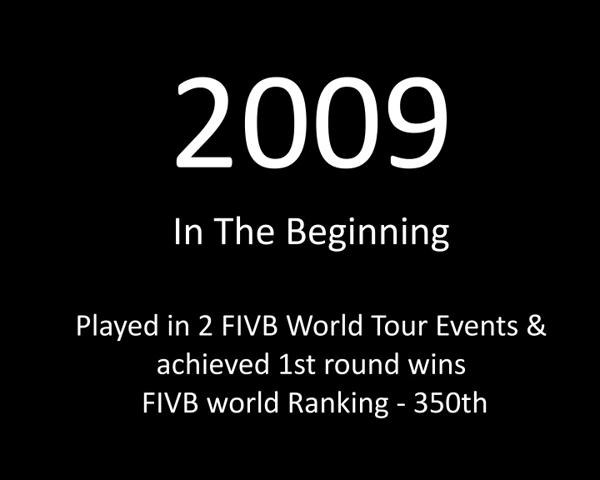 2009
In The Beginning
Played in 2 FIVB World Tour Events &
achieved 1st round wins
FIVB world Ranking - 350th